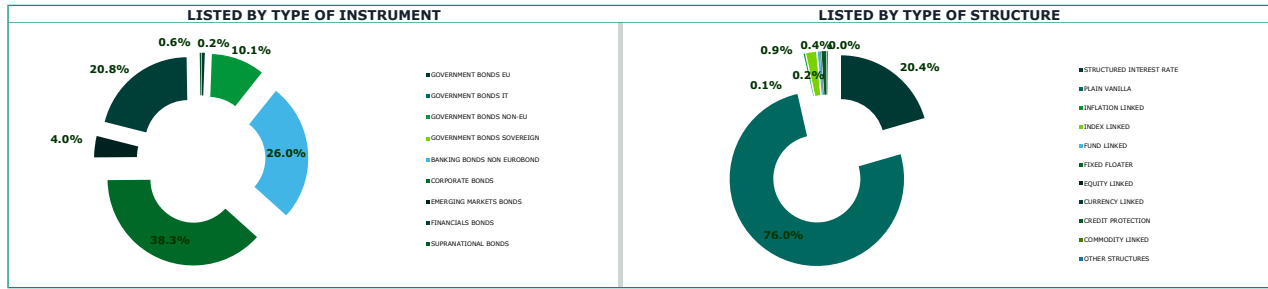 LISTED BY TYPE OF INSTRUMENT
0.6%
0.2%
10.1%
20.8%
4.0%
26.0%
38.3%
GOVERNMENT BONDS EU
GOVERNMENT BONDS IT
GOVERNMENT BONDS NON-EU
GOVERNMENT BONDS SOVEREIGN
BANKING BONDS NON EUROBOND
CORPORATE BONDS
EMERGING MARKETS BONDS
FINANCIALS BONDS
SUPRANATIONAL BONDS
LISTED BY TYPE OF STRUCTURE
0.9%
0.4%
0.0%
20.4%
0.2%
0.1%
76.0%
STRUCTURED INTEREST RATE
PLAIN VANILLA
INFLATION LINKED
INDEX LINKED
FUND LINKED
FIXED FLOATER
EQUITY LINKED
CURRENCY LINKED
CREDIT PROTECTION
COMMODITY LINKED
OTHER STRUCTURES